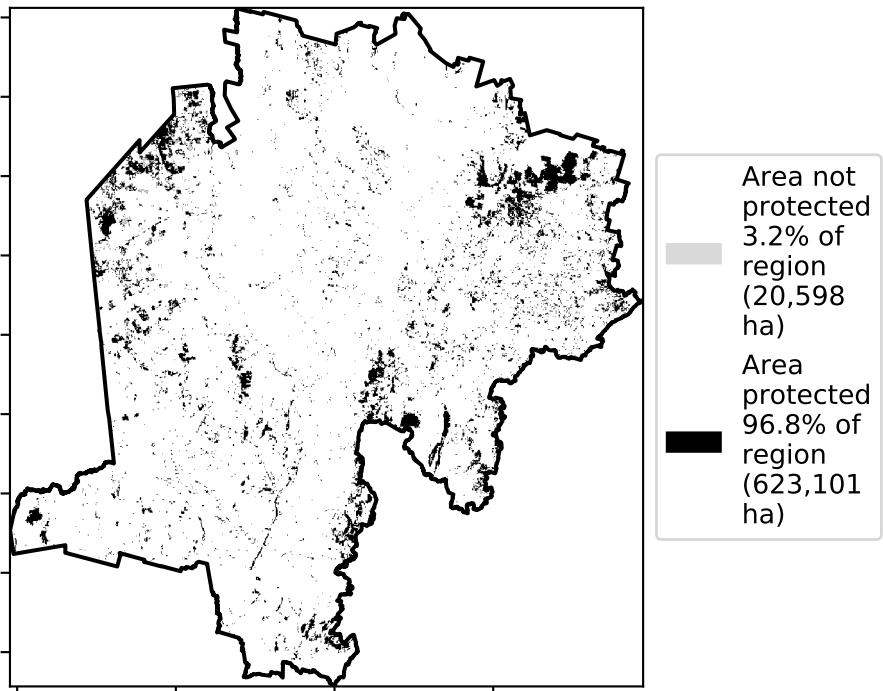 Area not
protected
3.2% of
region
(20,598
ha)
Area
protected
96.8% of
region
(623,101
ha)